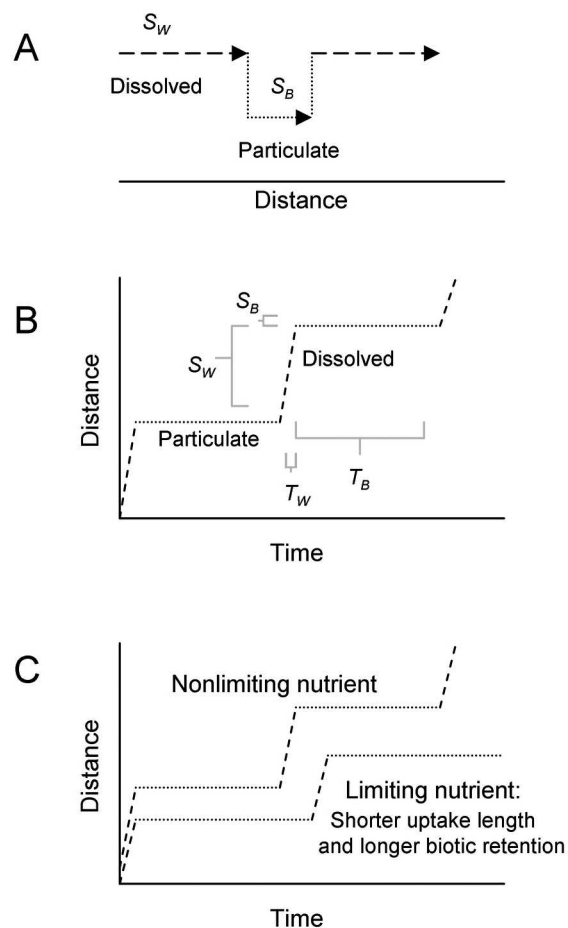 A
S_W
Dissolved
S_B
Particulate
Distance
B
S_B
S_W
Dissolved
Particulate
T_W
T_B
Distance
Time
C
Nonlimiting nutrient
Limiting nutrient:
Shorter uptake length
and longer biotic retention
Distance
Time